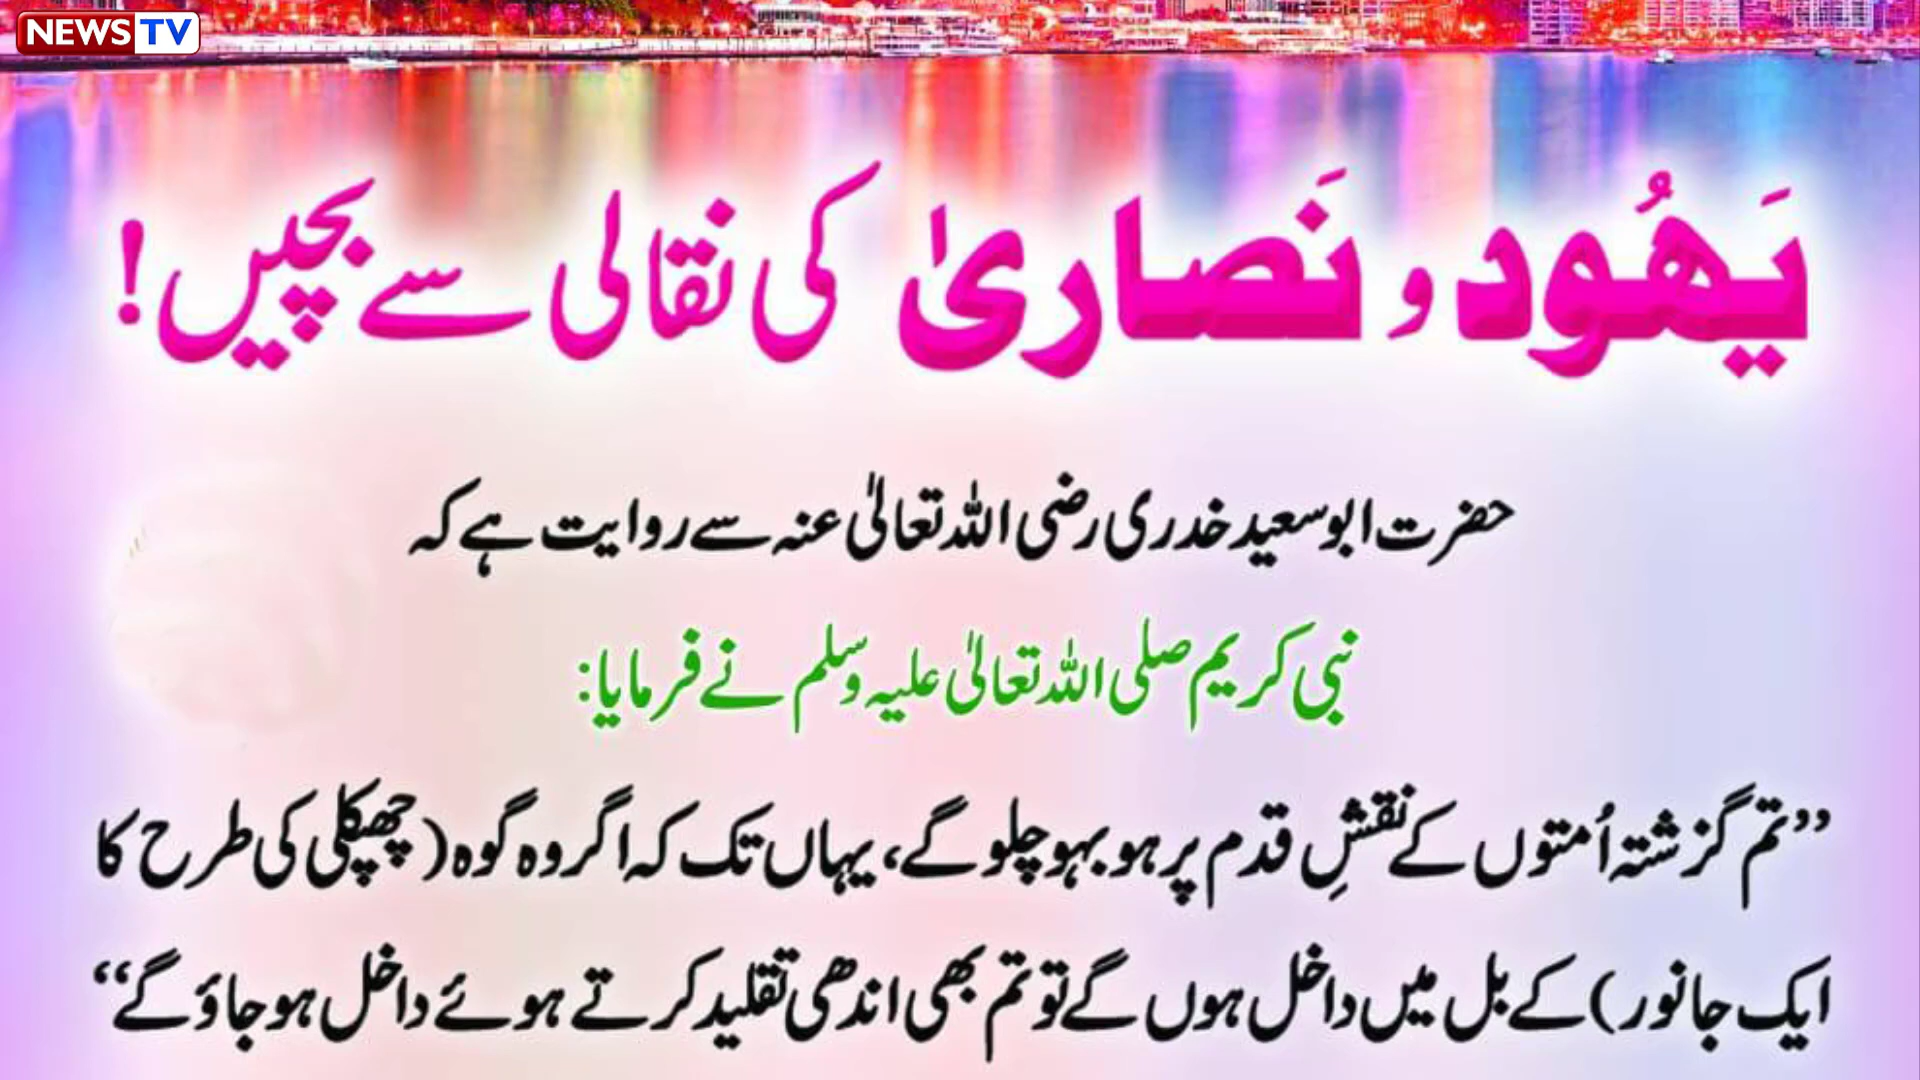 NEWS TV
یَھُود و نَصاریٰ کی نقالی سے بچیں!
حضرت ابو سعید خدری رضی اللہ تعالیٰ عنہ سے روایت ہے کہ
نبی کریم صلی اللہ تعالیٰ علیہ وسلم نے فرمایا:
”تم گزشتہ اُمتوں کے نقشِ قدم پر ہو بہو چلو گے، یہاں تک کہ اگر وہ گوہ (چھپکلی کی طرح کا
ایک جانور) کے بل میں داخل ہوں گے تو تم بھی اندھی تقلید کرتے ہوئے داخل ہو جاؤ گے“